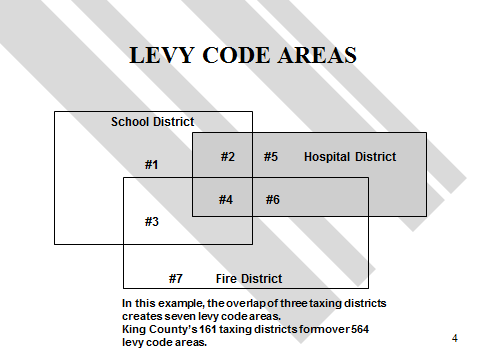 LEVY CODE AREAS
School District
#1
#2
#5
Hospital District
#4
#6
#3
#7
Fire District
In this example, the overlap of three taxing districts
creates seven levy code areas.
King County's 161 taxing districts form over 564
levy code areas.
4